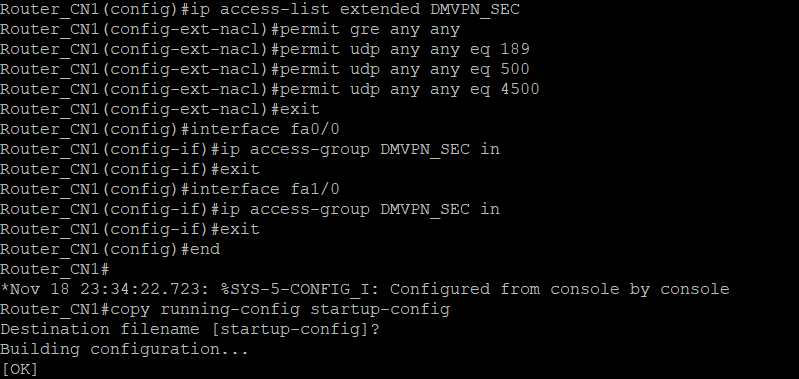 Router_CN1(config)#ip access-list extended DMVPN_SEC
Router_CN1(config-ext-nacl)#permit gre any any
Router_CN1(config-ext-nacl)#permit udp any any eq 189
Router_CN1(config-ext-nacl)#permit udp any any eq 500
Router_CN1(config-ext-nacl)#permit udp any any eq 4500
Router_CN1(config-ext-nacl)#exit
Router_CN1(config)#interface fa0/0
Router_CN1(config-if)#ip access-group DMVPN_SEC in
Router_CN1(config-if)#exit
Router_CN1(config)#interface fa1/0
Router_CN1(config-if)#ip access-group DMVPN_SEC in
Router_CN1(config-if)#exit
Router_CN1(config)#end
Router_CN1#
*Nov 18 23:34:22.723: %SYS-5-CONFIG_I: Configured from console by console
Router_CN1#copy running-config startup-config
Destination filename [startup-config]?
Building configuration...
[OK]